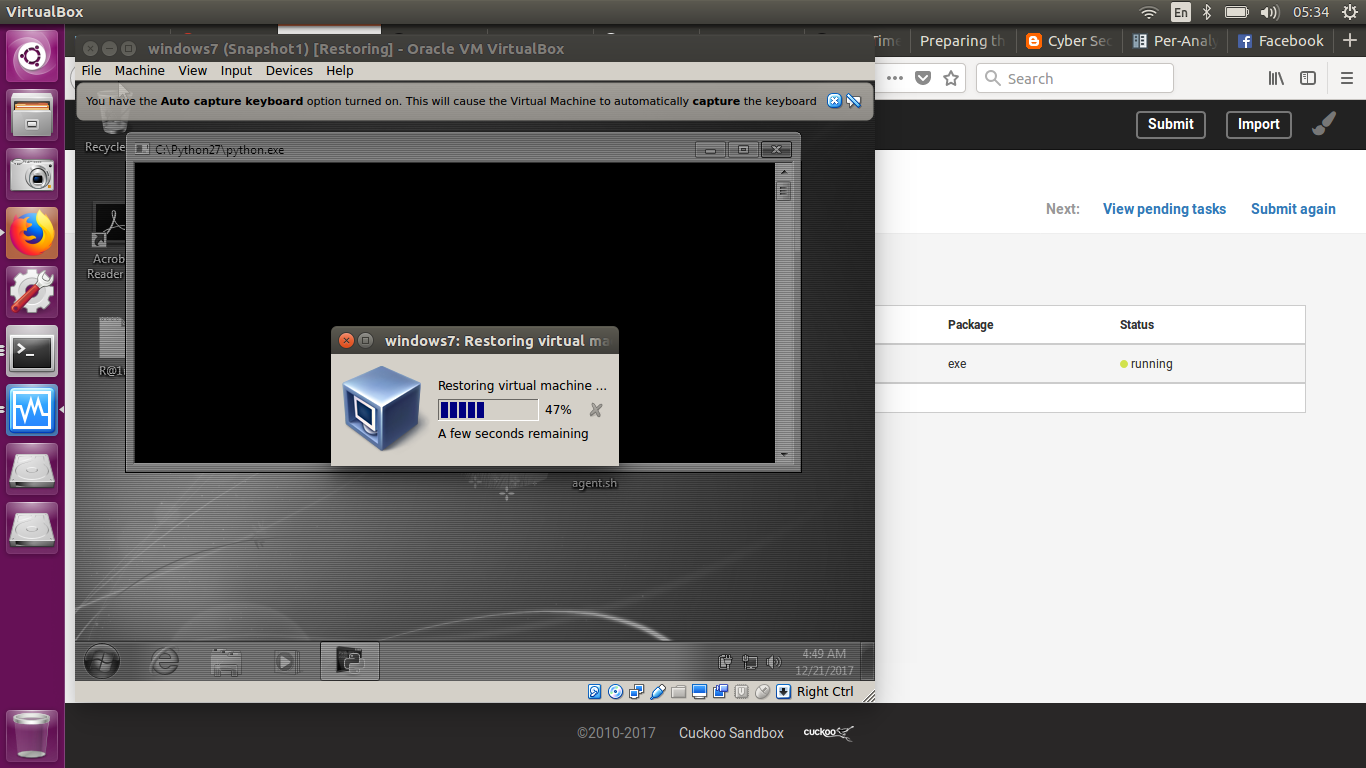 VirtualBox
En
05:34
windows7 (Snapshot1) [Restoring] - Oracle VM VirtualBox
Preparing th
Cyber Sec
Per-Analy
Facebook
File Machine View Input Devices Help
Search
You have the Auto capture keyboard option turned on. This will cause the Virtual Machine to automatically capture the keyboard
Submit
Import
Recycle
C:\Python27\python.exe
Next: View pending tasks Submit again
Acrob
Reader
Package Status
windows7: Restoring virtual ma
exe running
R@1
Restoring virtual machine ...
47%
A few seconds remaining
agent.sh
4:49 AM
12/21/2017
Right Ctrl
©2010-2017 Cuckoo Sandbox cuckoo